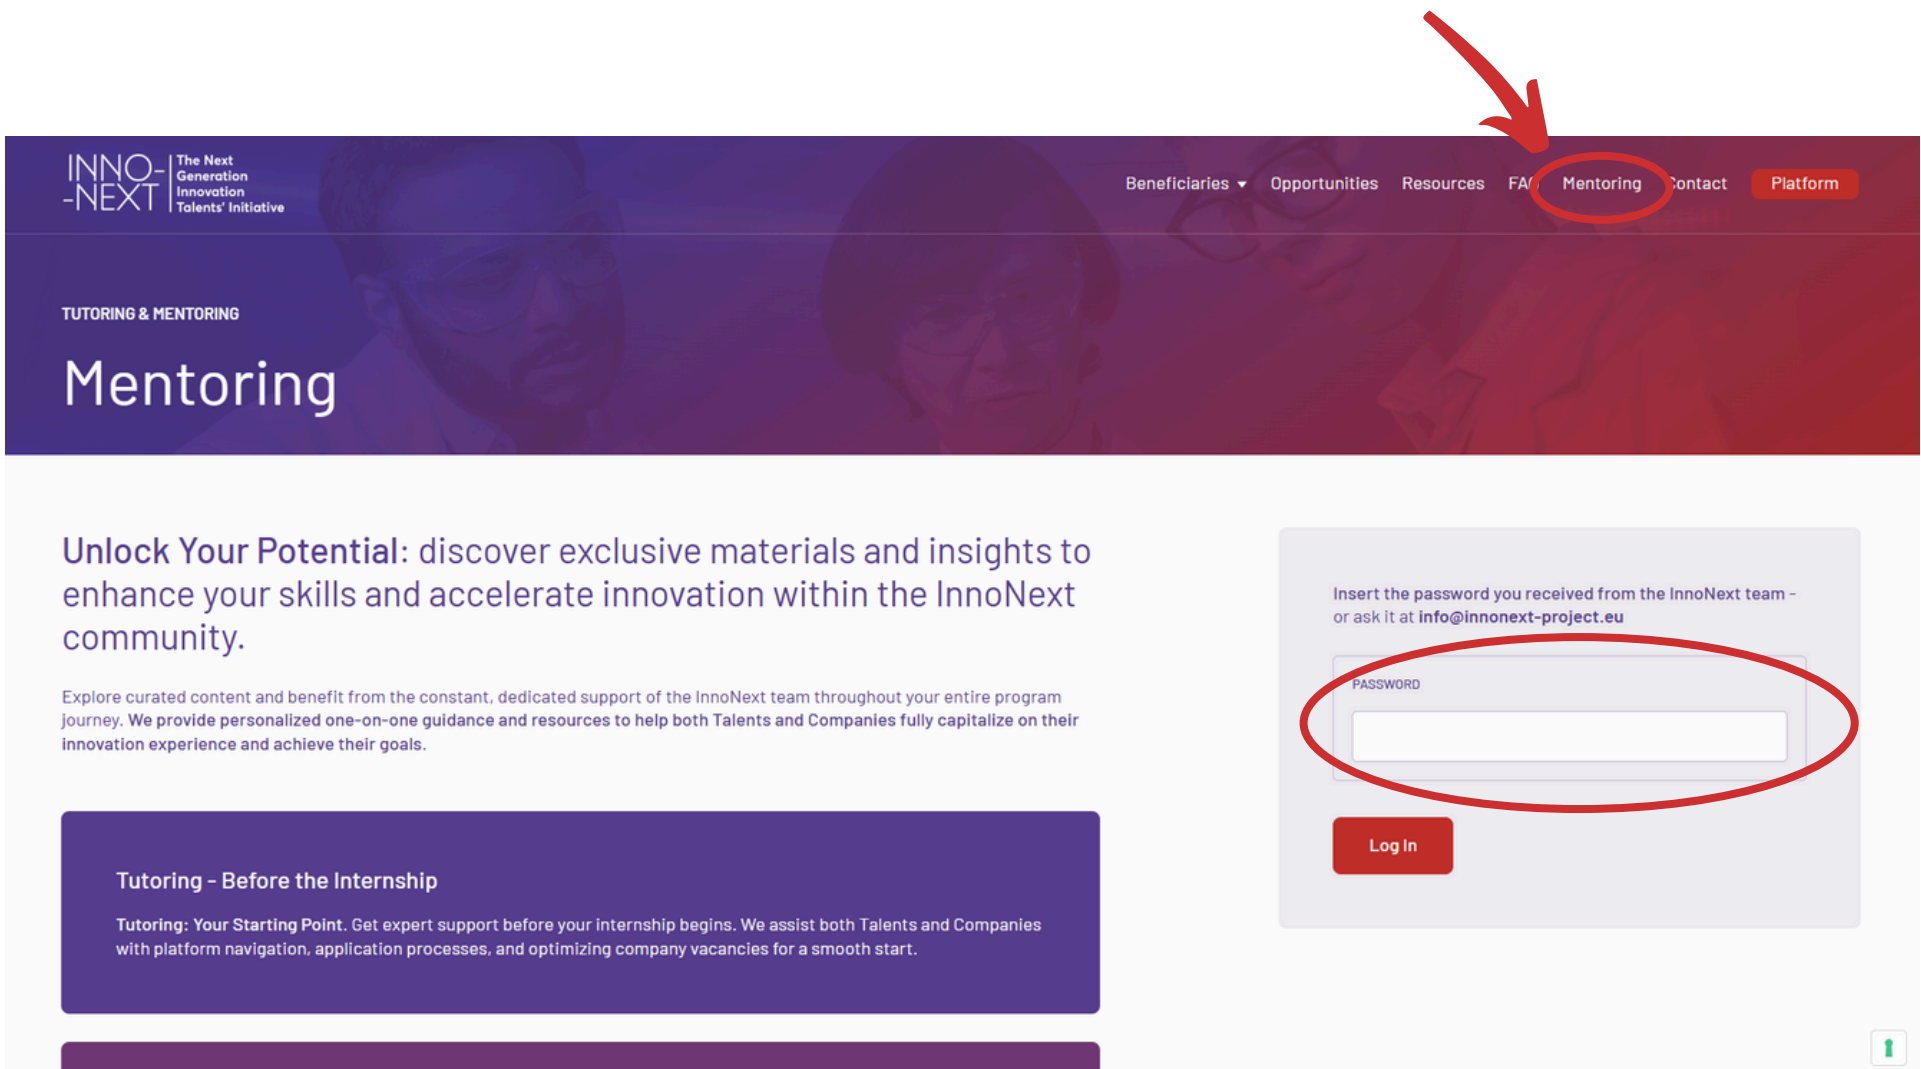 INNO-
-NEXT
The Next
Generation
Innovation
Talents' Initiative
Beneficiaries Opportunities Resources Mentoring Contact Platform
TUTORING & MENTORING
Mentoring
Unlock Your Potential: discover exclusive materials and insights to
enhance your skills and accelerate innovation within the InnoNext
community.
Explore curated content and benefit from the constant, dedicated support of the InnoNext team throughout your entire program
journey. We provide personalized one-on-one guidance and resources to help both Talents and Companies fully capitalize on their
innovation experience and achieve their goals.
Tutoring - Before the Internship
Tutoring: Your Starting Point. Get expert support before your internship begins. We assist both Talents and Companies
with platform navigation, application processes, and optimizing company vacancies for a smooth start.
Insert the password you received from the InnoNext team -
or ask it at info@innonext-project.eu
PASSWORD
Log In